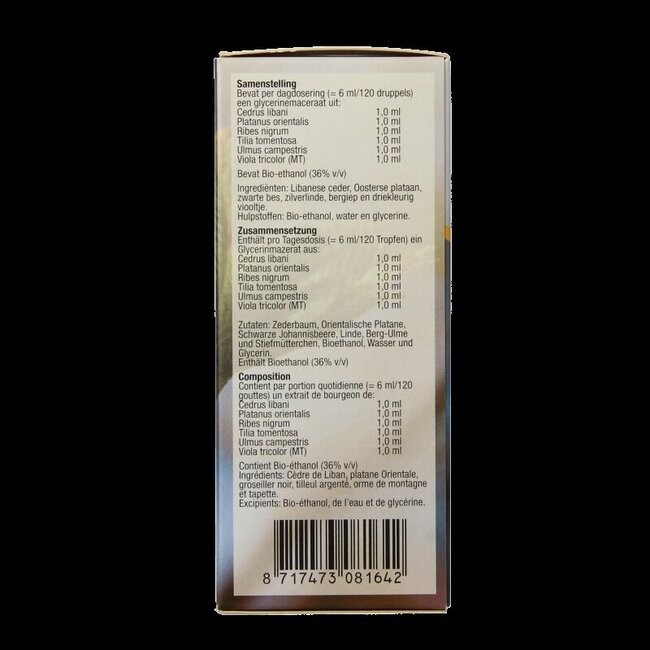 Samenstelling
Bevat per dagdosering (= 6 ml/120 druppels)
een glycerinemaceraat uit:
Cedrus libani 1,0 ml
Platanus orientalis 1,0 ml
Ribes nigrum 1,0 ml
Tilia tomentosa 1,0 ml
Ulmus campestris 1,0 ml
Viola tricolor (MT) 1,0 ml
Bevat Bio-ethanol (36% v/v)
Ingrediënten: Libanese ceder, Oosterse plataan,
zwarte bes, zilverlinde, bergiep en driekleurig
viooltje.
Hulpstoffen: Bio-ethanol, water en glycerine.
Zusammensetzung
Enthält pro Tagesdosis (= 6 ml/120 Tropfen) ein
Glycerinmazerat aus:
Cedrus libani 1,0 ml
Platanus orientalis 1,0 ml
Ribes nigrum 1,0 ml
Tilia tomentosa 1,0 ml
Ulmus campestris 1,0 ml
Viola tricolor (MT) 1,0 ml
Zutaten: Zederbaum, Orientalische Platane,
Schwarze Johannisbeere, Linde, Berg-Ulme
und Stiefmütterchen, Bioethanol, Wasser und
Glycerin.
Enthält Bioethanol (36% v/v)
Composition
Contient par portion quotidienne (= 6 ml/120
gouttes) un extrait de bourgeon de:
Cedrus libani 1,0 ml
Platanus orientalis 1,0 ml
Ribes nigrum 1,0 ml
Tilia tomentosa 1,0 ml
Ulmus campestris 1,0 ml
Viola tricolor (MT) 1,0 ml
Contient Bio-éthanol (36% v/v)
Ingrédients: Cèdre de Liban, platane Orientale,
groseiller noir, tilleul argenté, orme de montagne
et tapette.
Excipients: Bio-éthanol, de l'eau et de glycérine.
8 717473 081642